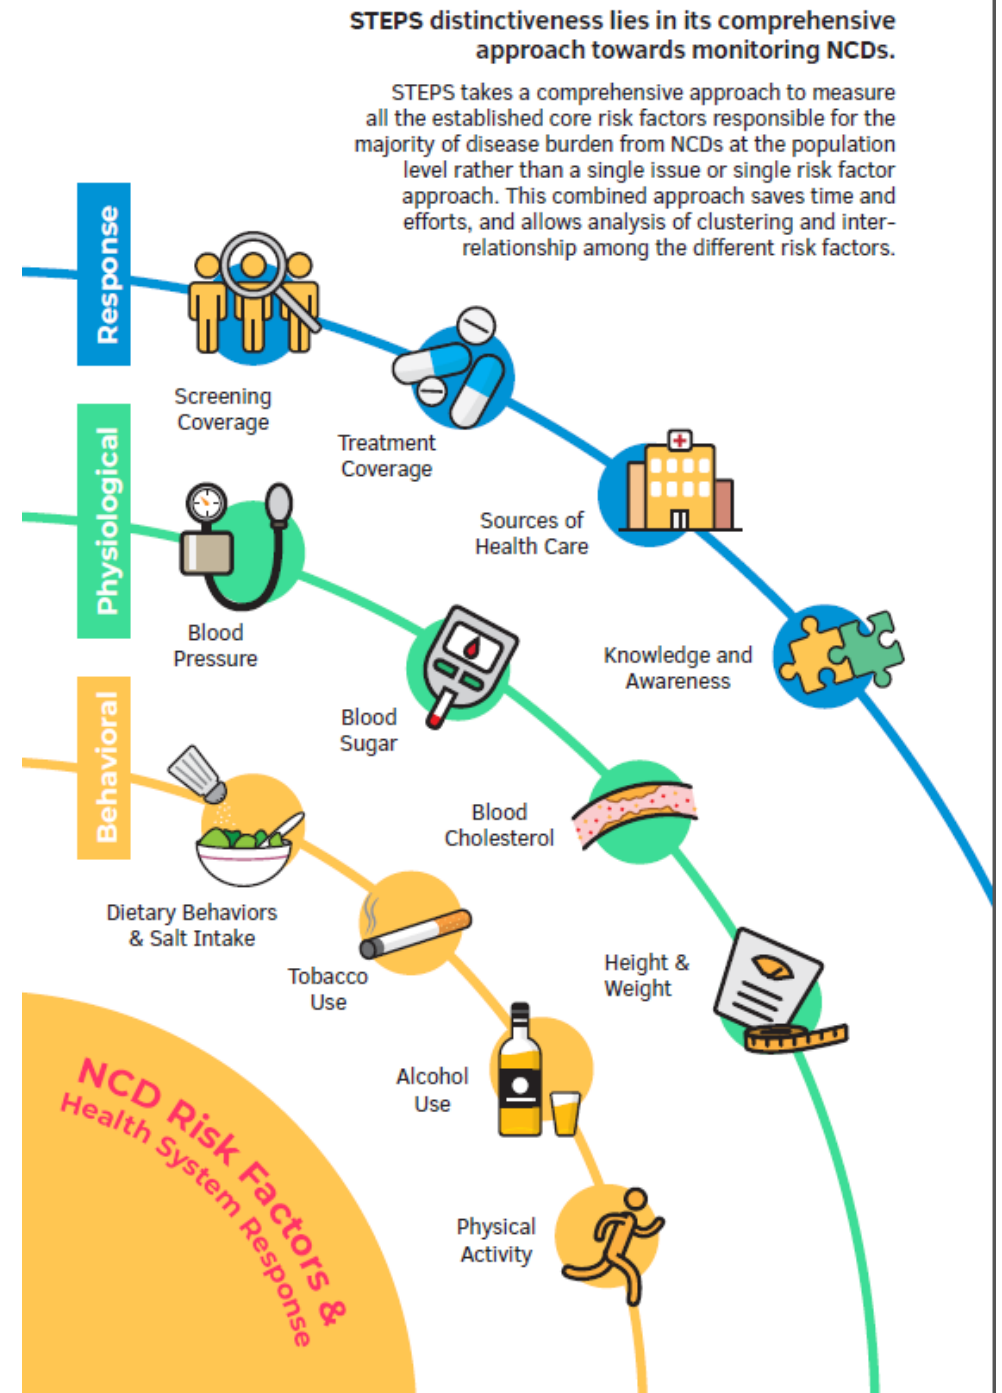 STEPS distinctiveness lies in its comprehensive
approach towards monitoring NCDs.
STEPS takes a comprehensive approach to measure
all the established core risk factors responsible for the
majority of disease burden from NCDs at the population
level rather than a single issue or single risk factor
approach. This combined approach saves time and
efforts, and allows analysis of clustering and inter-
relationship among the different risk factors.
Response
Screening
Coverage
Treatment
Coverage
Sources of
Health Care
Knowledge and
Awareness
Physiological
Blood
Pressure
Blood
Sugar
Blood
Cholesterol
Height &
Weight
Behavioral
Dietary Behaviors
& Salt Intake
Tobacco
Use
Alcohol
Use
Physical
Activity
NCD Risk Factors &
Health System Response